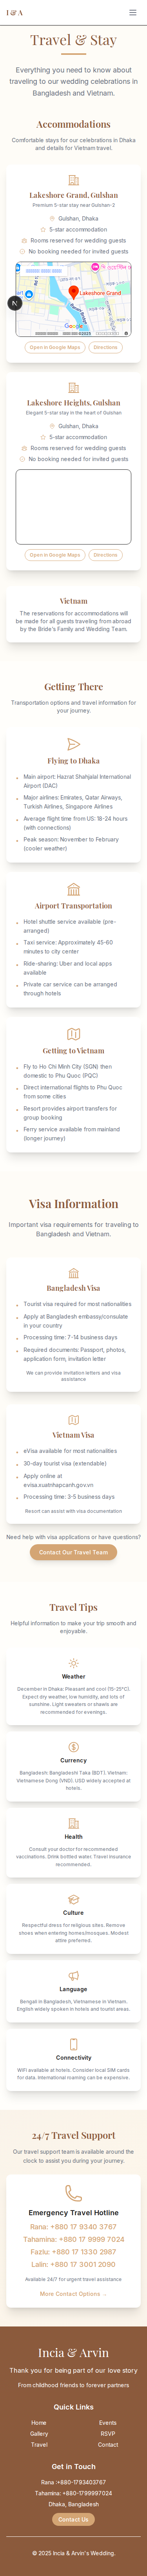 I & A
Travel & Stay
Everything you need to know about
traveling to our wedding celebrations in
Bangladesh and Vietnam.
Accommodations
Comfortable stays for our celebrations in Dhaka
and details for Vietnam travel.
Lakeshore Grand, Gulshan
Premium 5-star stay near Gulshan-2
Gulshan, Dhaka
5-star accommodation
Rooms reserved for wedding guests
No booking needed for invited guests
Lakeshore Grand
Google
N
Open in Google Maps
Directions
Lakeshore Heights, Gulshan
Elegant 5-star stay in the heart of Gulshan
Gulshan, Dhaka
5-star accommodation
Rooms reserved for wedding guests
No booking needed for invited guests
Open in Google Maps
Directions
Vietnam
The reservations for accommodations will
be made for all guests traveling from abroad
by the Bride's Family and Wedding Team.
Getting There
Transportation options and travel information for
your journey.
Flying to Dhaka
Main airport: Hazrat Shahjalal International
Airport (DAC)
Major airlines: Emirates, Qatar Airways,
Turkish Airlines, Singapore Airlines
Average flight time from US: 18-24 hours
(with connections)
Peak season: November to February
(cooler weather)
Airport Transportation
Hotel shuttle service available (pre-
arranged)
Taxi service: Approximately 45-60
minutes to city center
Ride-sharing: Uber and local apps
available
Private car service can be arranged
through hotels
Getting to Vietnam
Fly to Ho Chi Minh City (SGN) then
domestic to Phu Quoc (PQC)
Direct international flights to Phu Quoc
from some cities
Resort provides airport transfers for
group booking
Ferry service available from mainland
(longer journey)
Visa Information
Important visa requirements for traveling to
Bangladesh and Vietnam.
Bangladesh Visa
Tourist visa required for most nationalities
Apply at Bangladesh embassy/consulate
in your country
Processing time: 7-14 business days
Required documents: Passport, photos,
application form, invitation letter
We can provide invitation letters and visa
assistance
Vietnam Visa
eVisa available for most nationalities
30-day tourist visa (extendable)
Apply online at
evisa.xuatnhapcanh.gov.vn
Processing time: 3-5 business days
Resort can assist with visa documentation
Need help with visa applications or have questions?
Contact Our Travel Team
Travel Tips
Helpful information to make your trip smooth and
enjoyable.
Weather
December in Dhaka: Pleasant and cool (15-25°C).
Expect dry weather, low humidity, and lots of
sunshine. Light sweaters or shawls are
recommended for evenings.
Currency
Bangladesh: Bangladeshi Taka (BDT). Vietnam:
Vietnamese Dong (VND). USD widely accepted at
hotels.
Health
Consult your doctor for recommended
vaccinations. Drink bottled water. Travel insurance
recommended.
Culture
Respectful dress for religious sites. Remove
shoes when entering homes/mosques. Modest
attire preferred.
Language
Bengali in Bangladesh, Vietnamese in Vietnam.
English widely spoken in hotels and tourist areas.
Connectivity
WiFi available at hotels. Consider local SIM cards
for data. International roaming can be expensive.
24/7 Travel Support
Our travel support team is available around the
clock to assist you during your journey.
Emergency Travel Hotline
Rana: +880 17 9340 3767
Tahamina: +880 17 9999 7024
Fazlu: +880 17 1330 2987
Lalin: +880 17 3001 2090
Available 24/7 for urgent travel assistance
More Contact Options →
Incia & Arvin
Thank you for being part of our love story
From childhood friends to forever partners
Quick Links
Home
Events
Gallery
RSVP
Travel
Contact
Get in Touch
Rana :+880-1793403767
Tahamina: +880-1799997024
Dhaka, Bangladesh
Contact Us
© 2025 Incia & Arvin's Wedding.